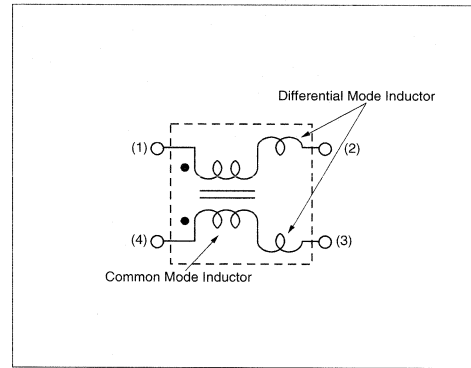 Differential Mode Inductor
(1)
(2)
(4)
(3)
Common Mode Inductor